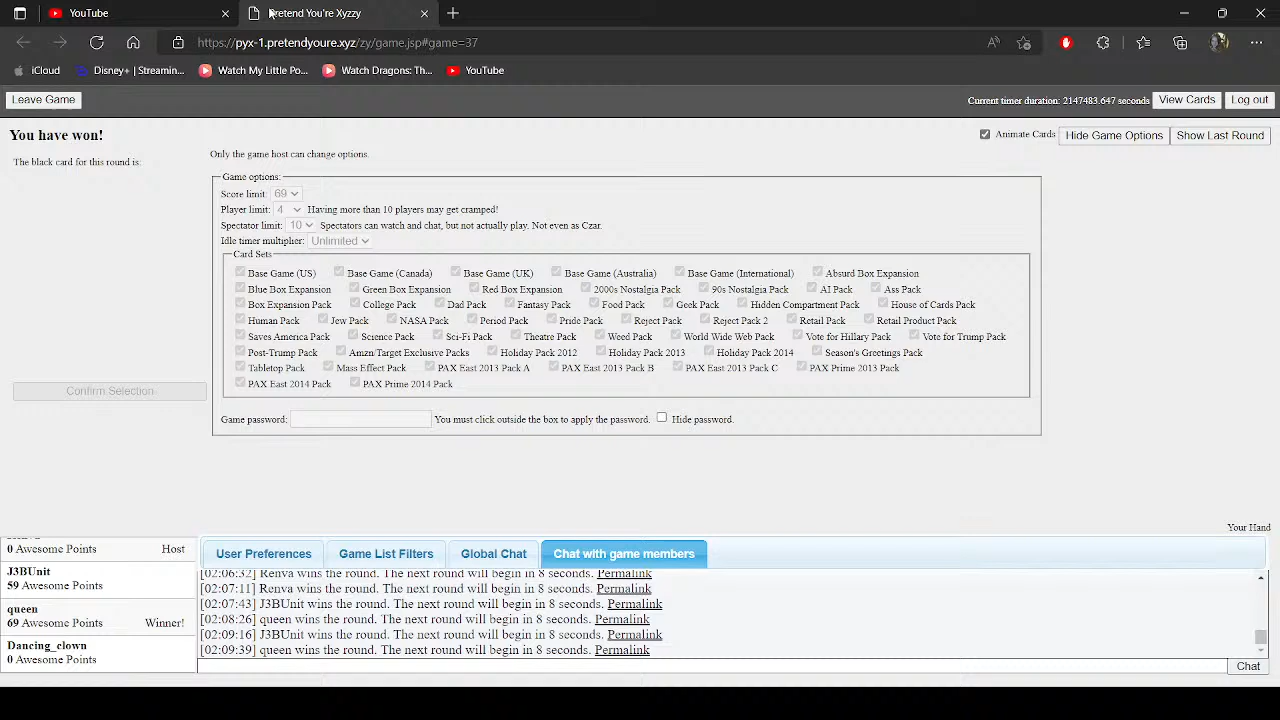 YouTube
Pretend You're Xyzzy
https://pyx-1.pretendyoure.xyz/zy/game.jsp#game=37
iCloud
Disney+ | Streamin...
Watch My Little Po...
Watch Dragons: Th...
YouTube
Leave Game
Current timer duration: 2147483.647 seconds
View Cards
Log out
You have won!
Animate Cards
Hide Game Options
Show Last Round
The black card for this round is:
Only the game host can change options.
Game options:
Score limit: 69
Player limit: 4 Having more than 10 players may get cramped!
Spectator limit: 10 Spectators can watch and chat, but not actually play. Not even as Czar.
Idle timer multiplier: Unlimited
Card Sets
Base Game (US) Base Game (Canada) Base Game (UK) Base Game (Australia) Base Game (International) Absurd Box Expansion
Blue Box Expansion Green Box Expansion Red Box Expansion 2000s Nostalgia Pack 90s Nostalgia Pack AI Pack Ass Pack
Box Expansion Pack College Pack Dad Pack Fantasy Pack Food Pack Geek Pack Hidden Compartment Pack House of Cards Pack
Human Pack Jew Pack NASA Pack Period Pack Pride Pack Reject Pack Reject Pack 2 Retail Pack Retail Product Pack
Saves America Pack Science Pack Sci-Fi Pack Theatre Pack Weed Pack World Wide Web Pack Vote for Hillary Pack Vote for Trump Pack
Post-Trump Pack Amzn/Target Exclusive Packs Holiday Pack 2012 Holiday Pack 2013 Holiday Pack 2014 Season's Greetings Pack
Tabletop Pack Mass Effect Pack PAX East 2013 Pack A PAX East 2013 Pack B PAX East 2013 Pack C PAX Prime 2013 Pack
PAX East 2014 Pack PAX Prime 2014 Pack
Confirm Selection
Game password: You must click outside the box to apply the password. Hide password.
Your Hand
0 Awesome Points Host
J3BUnit
59 Awesome Points
queen
69 Awesome Points Winner!
Dancing_clown
0 Awesome Points
User Preferences
Game List Filters
Global Chat
Chat with game members
[02:06:32] Renva wins the round. The next round will begin in 8 seconds. Permalink
[02:07:11] Renva wins the round. The next round will begin in 8 seconds. Permalink
[02:07:43] J3BUnit wins the round. The next round will begin in 8 seconds. Permalink
[02:08:26] queen wins the round. The next round will begin in 8 seconds. Permalink
[02:09:16] J3BUnit wins the round. The next round will begin in 8 seconds. Permalink
[02:09:39] queen wins the round. The next round will begin in 8 seconds. Permalink
Chat